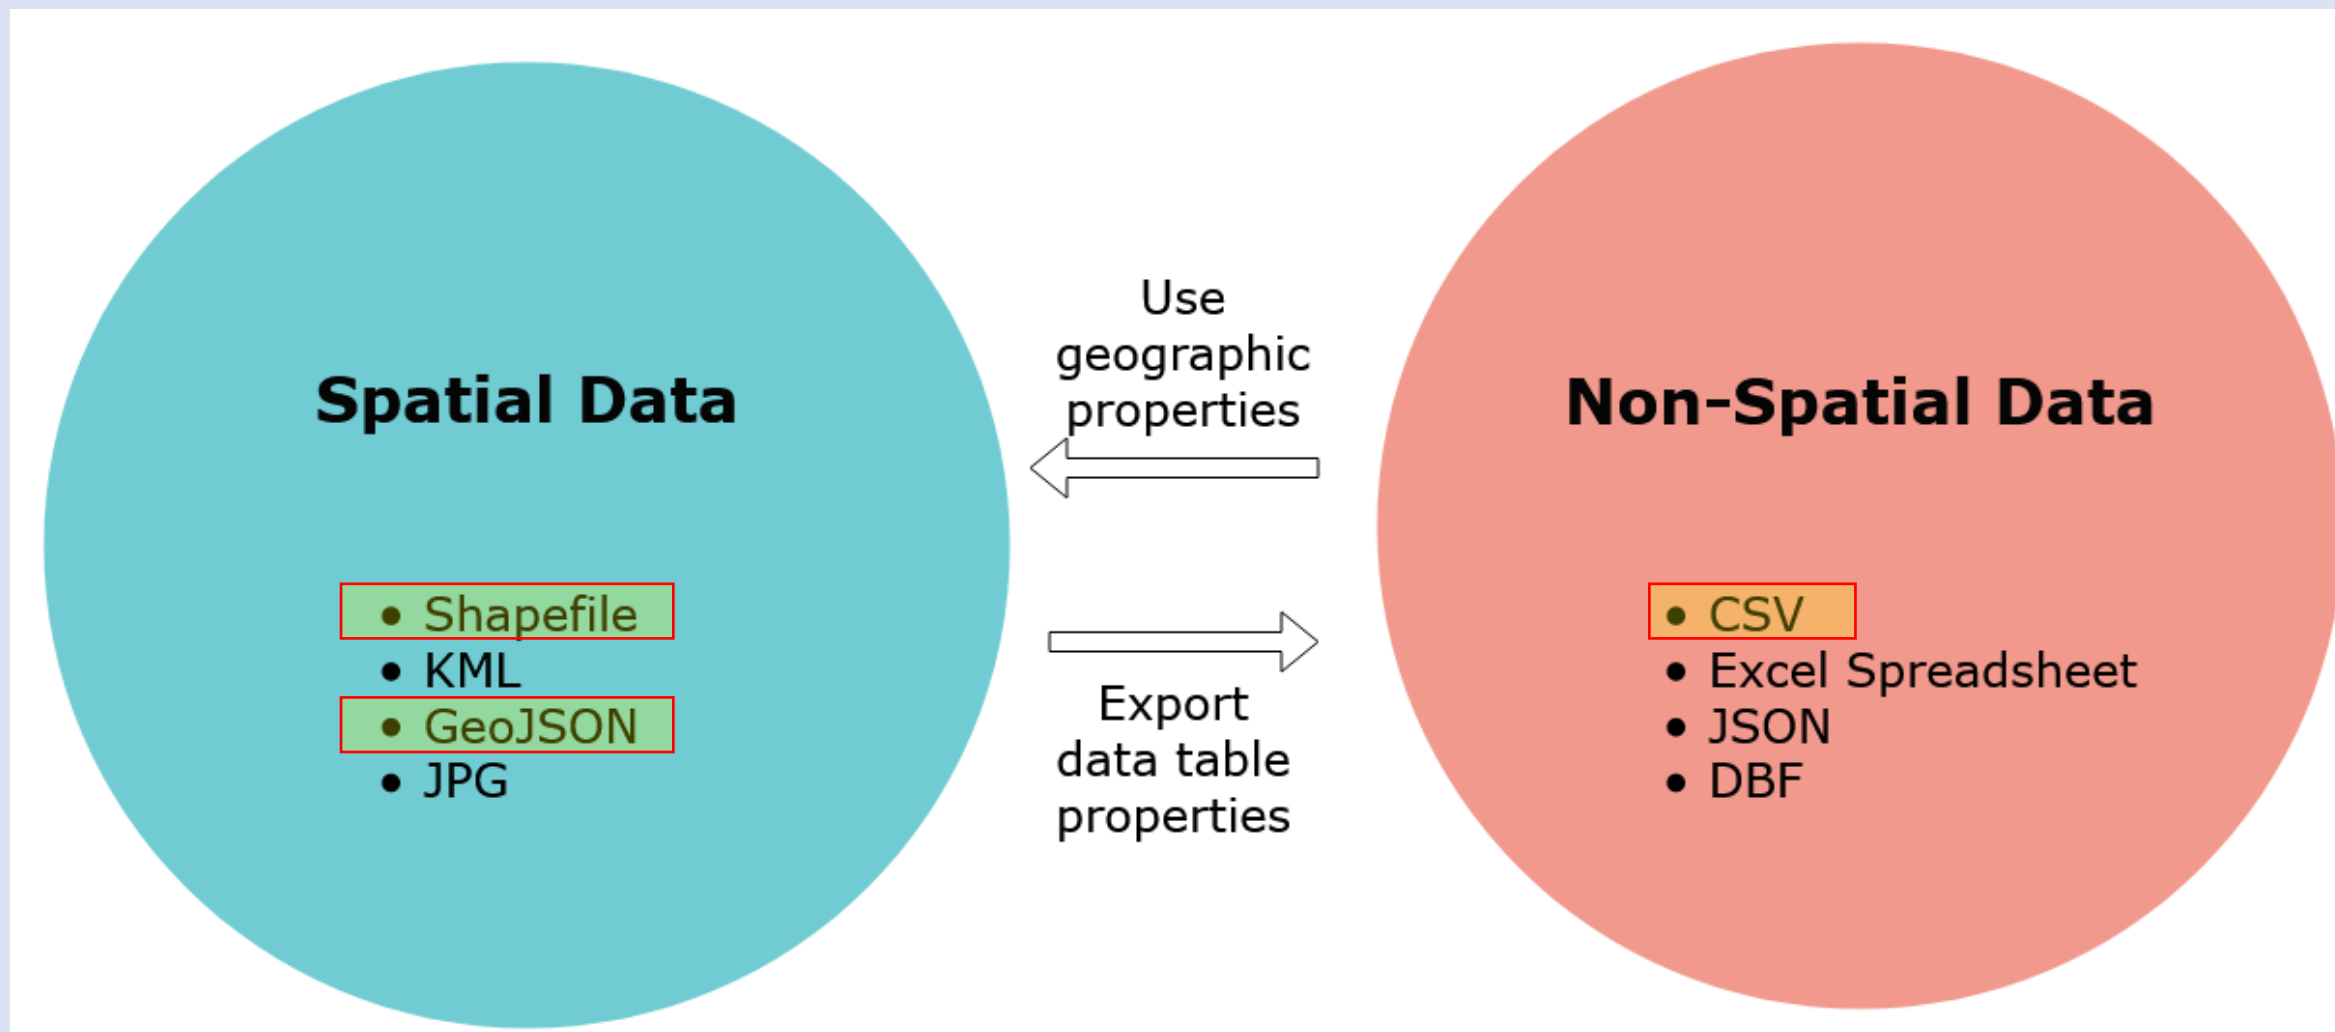 Spatial Data
• Shapefile
• KML
• GeoJSON
• JPG
Use
geographic
properties
Export
data table
properties
Non-Spatial Data
• CSV
• Excel Spreadsheet
• JSON
• DBF